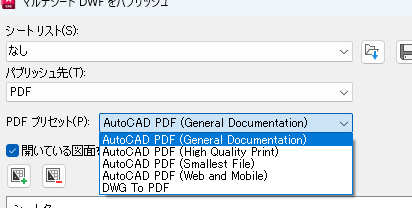 マルチシート DWF をパブリッシュ
シート リスト(S):
なし
パブリッシュ先(T):
PDF
PDF プリセット(P):
AutoCAD PDF (General Documentation)
AutoCAD PDF (General Documentation)
AutoCAD PDF (High Quality Print)
AutoCAD PDF (Smallest File)
AutoCAD PDF (Web and Mobile)
DWG To PDF
開いている図面を